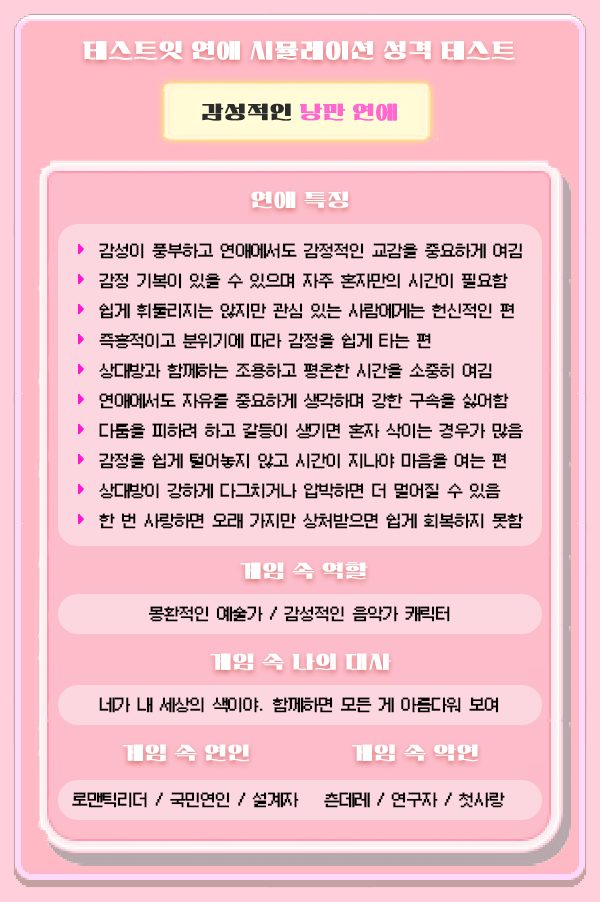 테스트잇 연애 시뮬레이션 성격 테스트
감성적인 낭만 연애
연애 특징
감성이 풍부하고 연애에서도 감정적인 교감을 중요하게 여김
감정 기복이 있을 수 있으며 자주 혼자만의 시간이 필요함
쉽게 휘둘리지는 않지만 관심 있는 사람에게는 헌신적인 편
즉흥적이고 분위기에 따라 감정을 쉽게 타는 편
상대방과 함께하는 조용하고 평온한 시간을 소중히 여김
연애에서도 자유를 중요하게 생각하며 강한 구속을 싫어함
다툼을 피하려 하고 갈등이 생기면 혼자 삭이는 경우가 많음
감정을 쉽게 털어놓지 않고 시간이 지나야 마음을 여는 편
상대방이 강하게 다그치거나 압박하면 더 멀어질 수 있음
한 번 사랑하면 오래 가지만 상처받으면 쉽게 회복하지 못함
게임 속 역할
몽환적인 예술가 / 감성적인 음악가 캐릭터
게임 속 나의 대사
네가 내 세상의 색이야. 함께하면 모든 게 아름다워 보여
게임 속 연인
로맨틱리더 / 국민연인 / 설계자
게임 속 악연
츤데레 / 연구자 / 첫사랑